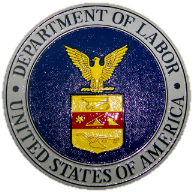 DEPARTMENT OF LABOR
UNITED STATES OF AMERICA